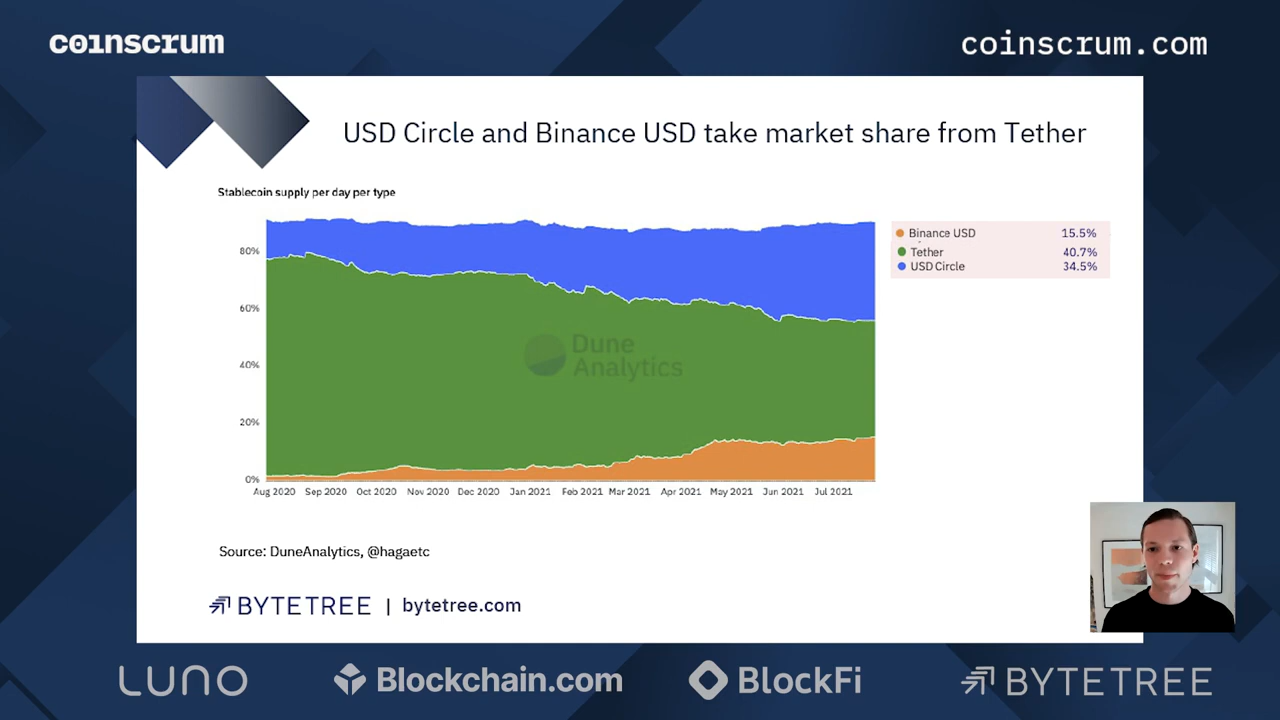 coinscrum
coinscrum.com
USD Circle and Binance USD take market share from Tether
Stablecoin supply per day per type
80%
60%
40%
20%
0%
Aug 2020 Sep 2020 Oct 2020 Nov 2020 Dec 2020 Jan 2021 Feb 2021 Mar 2021 Apr 2021 May 2021 Jun 2021 Jul 2021
Dune
Analytics
Binance USD 15.5%
Tether 40.7%
USD Circle 34.5%
Source: DuneAnalytics, @hagaetc
BYTETREE | bytetree.com
LUNO Blockchain.com BlockFi BYTETREE